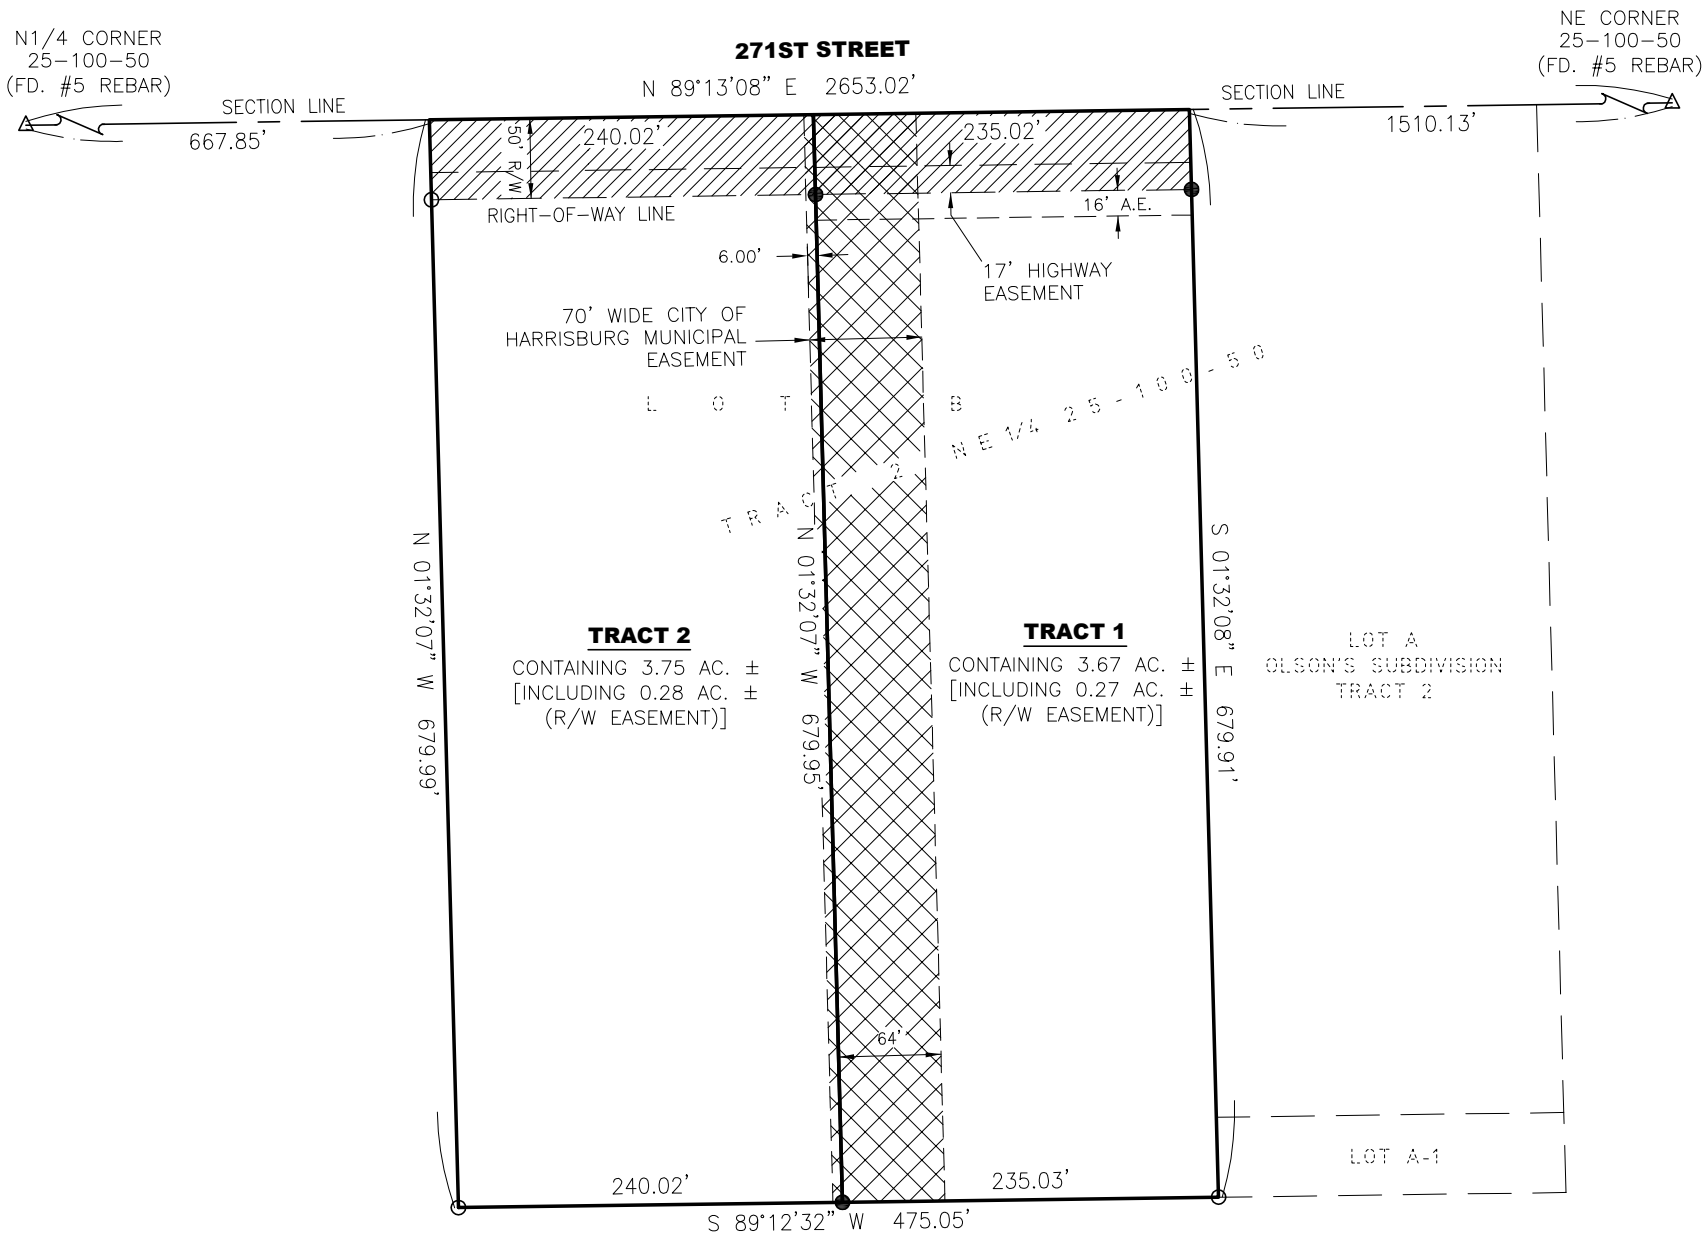 N1/4 CORNER
25-100-50
(FD. #5 REBAR)
271ST STREET
N 89°13'08" E 2653.02'
NE CORNER
25-100-50
(FD. #5 REBAR)
SECTION LINE
667.85'
240.02'
235.02'
SECTION LINE
1510.13'
50' R/W
RIGHT-OF-WAY LINE
16' A.E.
6.00'
17' HIGHWAY
EASEMENT
70' WIDE CITY OF
HARRISBURG MUNICIPAL
EASEMENT
LOT B
TRACT 2 NE 1/4 25-100-50
N 01°32'07" W 679.99'
N 01°32'07" W 679.95'
S 01°32'08" E 679.91'
TRACT 2
CONTAINING 3.75 AC. ±
[INCLUDING 0.28 AC. ±
(R/W EASEMENT)]
TRACT 1
CONTAINING 3.67 AC. ±
[INCLUDING 0.27 AC. ±
(R/W EASEMENT)]
LOT A
OLSON'S SUBDIVISION
TRACT 2
64'
LOT A-1
240.02'
235.03'
S 89°12'32" W 475.05'